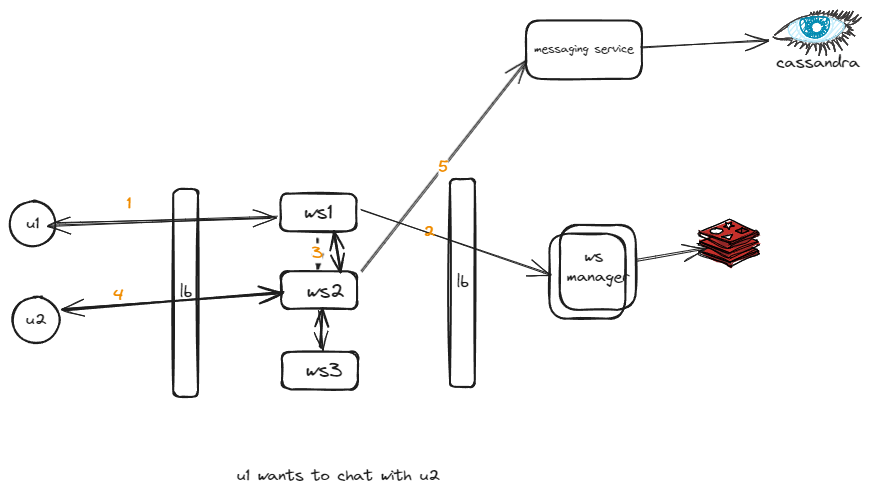 messaging service
cassandra
5
1
u1
ws1
2
3
ws
manager
4
lb
ws2
lb
u2
ws3
u1 wants to chat with u2